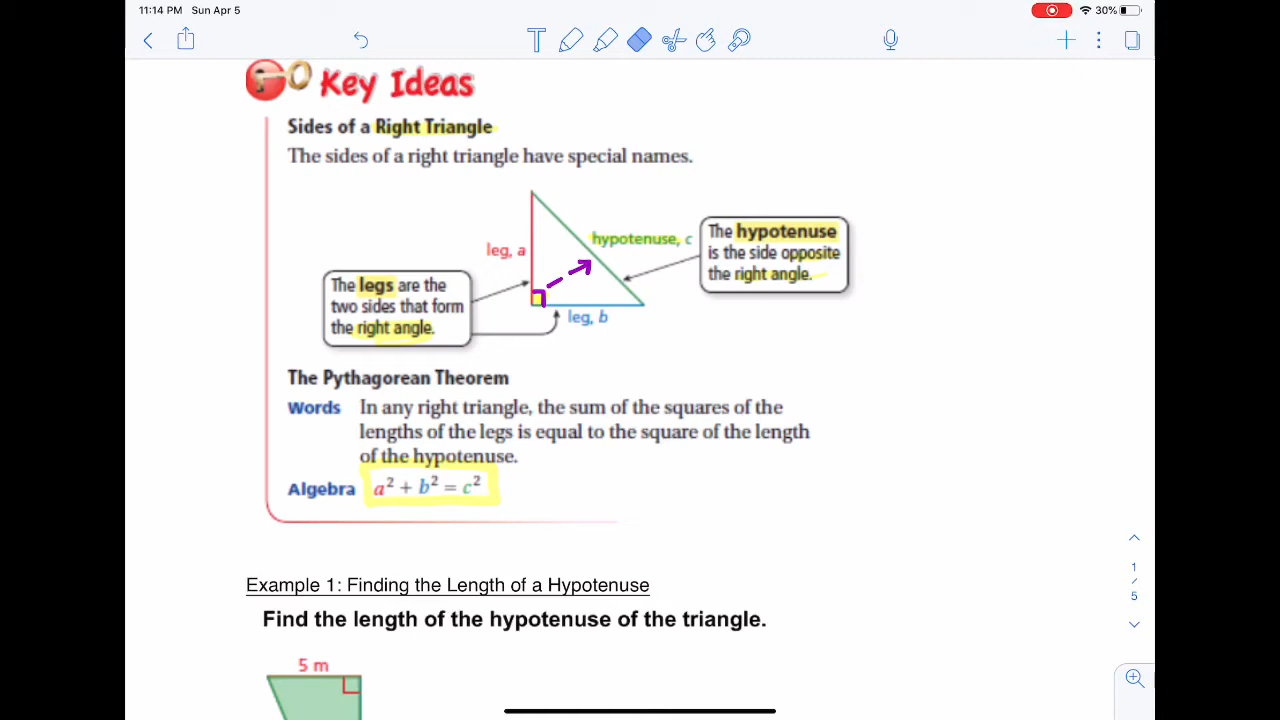 11:14 PM Sun Apr 5
30%
Key Ideas
Sides of a Right Triangle
The sides of a right triangle have special names.
leg, a
hypotenuse, c
The hypotenuse
is the side opposite
the right angle.
The legs are the
two sides that form
the right angle.
leg, b
The Pythagorean Theorem
Words In any right triangle, the sum of the squares of the
lengths of the legs is equal to the square of the length
of the hypotenuse.
Algebra a² + b² = c²
1
/
5
Example 1: Finding the Length of a Hypotenuse
Find the length of the hypotenuse of the triangle.
5 m